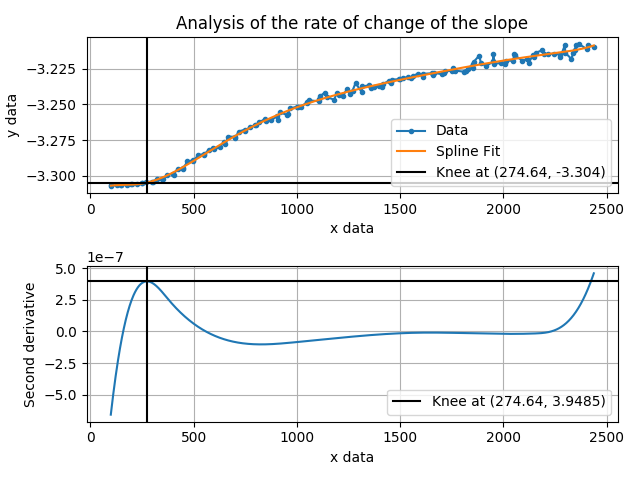 Analysis of the rate of change of the slope
−3.225
−3.250
−3.275
−3.300
y data
Data
Spline Fit
Knee at (274.64, -3.304)
0 500 1000 1500 2000 2500
x data
1e−7
5.0
2.5
0.0
−2.5
−5.0
Second derivative
Knee at (274.64, 3.9485)
0 500 1000 1500 2000 2500
x data